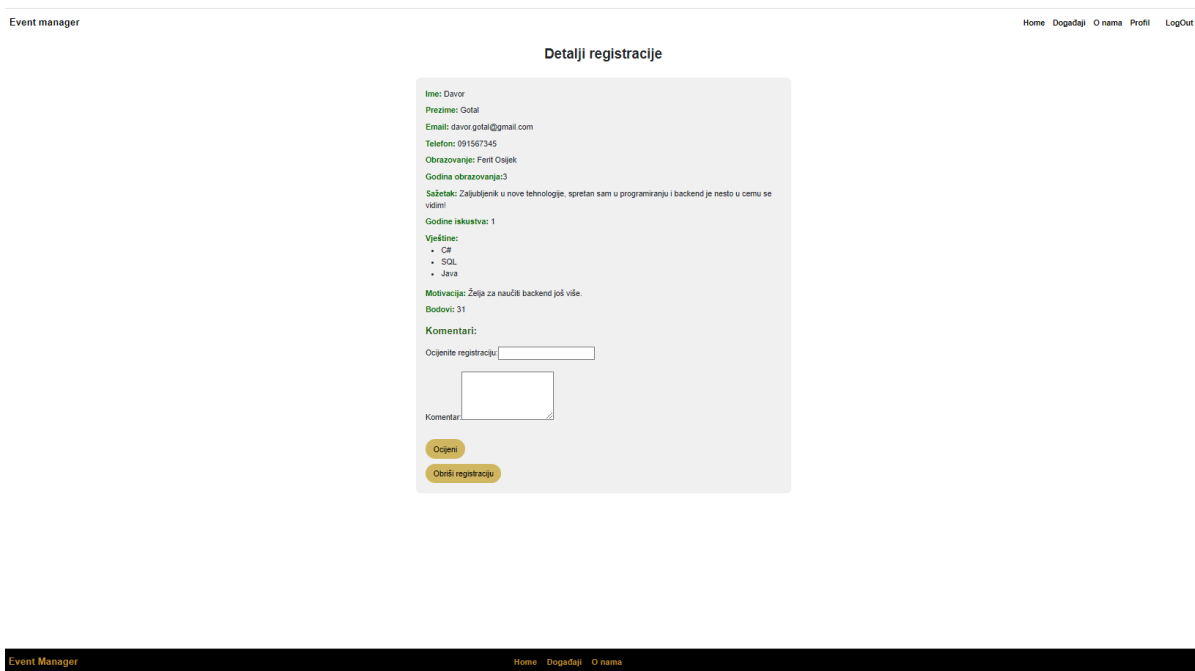 Event manager
Home Događaji O nama Profil LogOut
Detalji registracije
Ime: Davor
Prezime: Gotal
Email: davor.gotal@gmail.com
Telefon: 091567345
Obrazovanje: Ferit Osijek
Godina obrazovanja:3
Sažetak: Zaljubljenik u nove tehnologije, spretan sam u programiranju i backend je nesto u cemu se
vidim!
Godine iskustva: 1
Vještine:
• C#
• SQL
• Java
Motivacija: Želja za naučiti backend još više.
Bodovi: 31
Komentari:
Ocijenite registraciju:
Komentar:
Ocijeni
Obriši registraciju
Event Manager
Home Događaji O nama